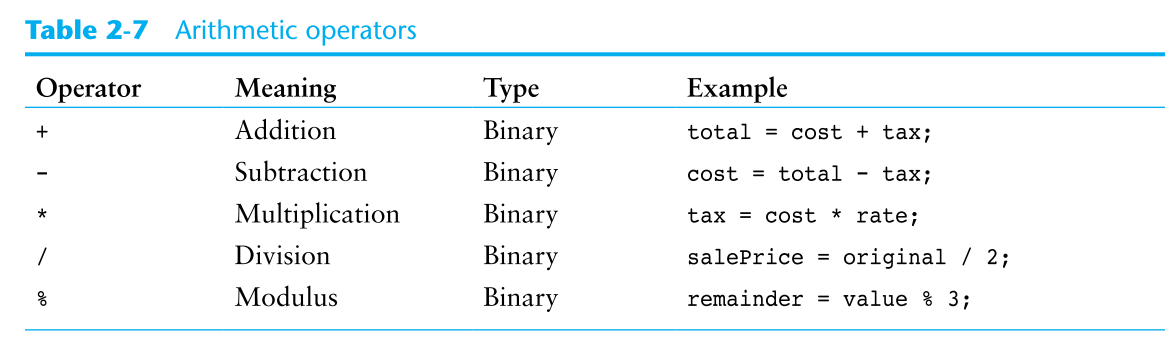 Table 2-7 Arithmetic operators
Operator Meaning Type Example
+ Addition Binary total = cost + tax;
- Subtraction Binary cost = total - tax;
* Multiplication Binary tax = cost * rate;
/ Division Binary salePrice = original / 2;
% Modulus Binary remainder = value % 3;